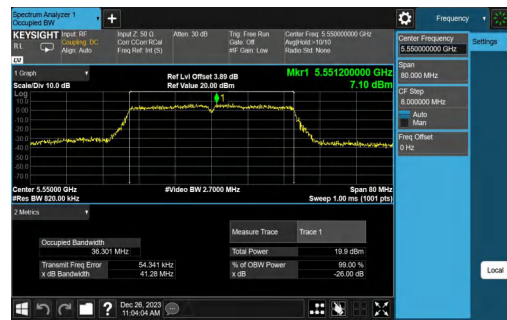 Spectrum Analyzer 1
Occupied BW
+
Frequency
KEYSIGHT
Input: RF
Coupling: DC
Align: Auto
R L
LV
Input Z: 50 Ω
Corr CCorr RCal
Freq Ref: Int (S)
Atten: 30 dB
Trig: Free Run
Gate: Off
#IF Gain: Low
Center Freq: 5.550000000 GHz
Avg|Hold:>10/10
Radio Std: None
Center Frequency
5.550000000 GHz
Settings
Span
80.000 MHz
CF Step
8.000000 MHz
Auto
Man
Freq Offset
0 Hz
Local
1 Graph
Scale/Div 10.0 dB
Ref Lvl Offset 3.89 dB
Ref Value 20.00 dBm
Mkr1 5.551200000 GHz
7.10 dBm
Log
10.0
0.00
-10.0
-20.0
-30.0
-40.0
-50.0
-60.0
-70.0
1
Center 5.55000 GHz
#Video BW 2.7000 MHz
Span 80 MHz
#Res BW 820.00 kHz
Sweep 1.00 ms (1001 pts)
2 Metrics
Measure Trace
Trace 1
Occupied Bandwidth
36.301 MHz
Total Power
19.9 dBm
Transmit Freq Error
54.341 kHz
% of OBW Power
99.00 %
x dB Bandwidth
41.28 MHz
x dB
-26.00 dB
?
Dec 26, 2023
11:04:04 AM